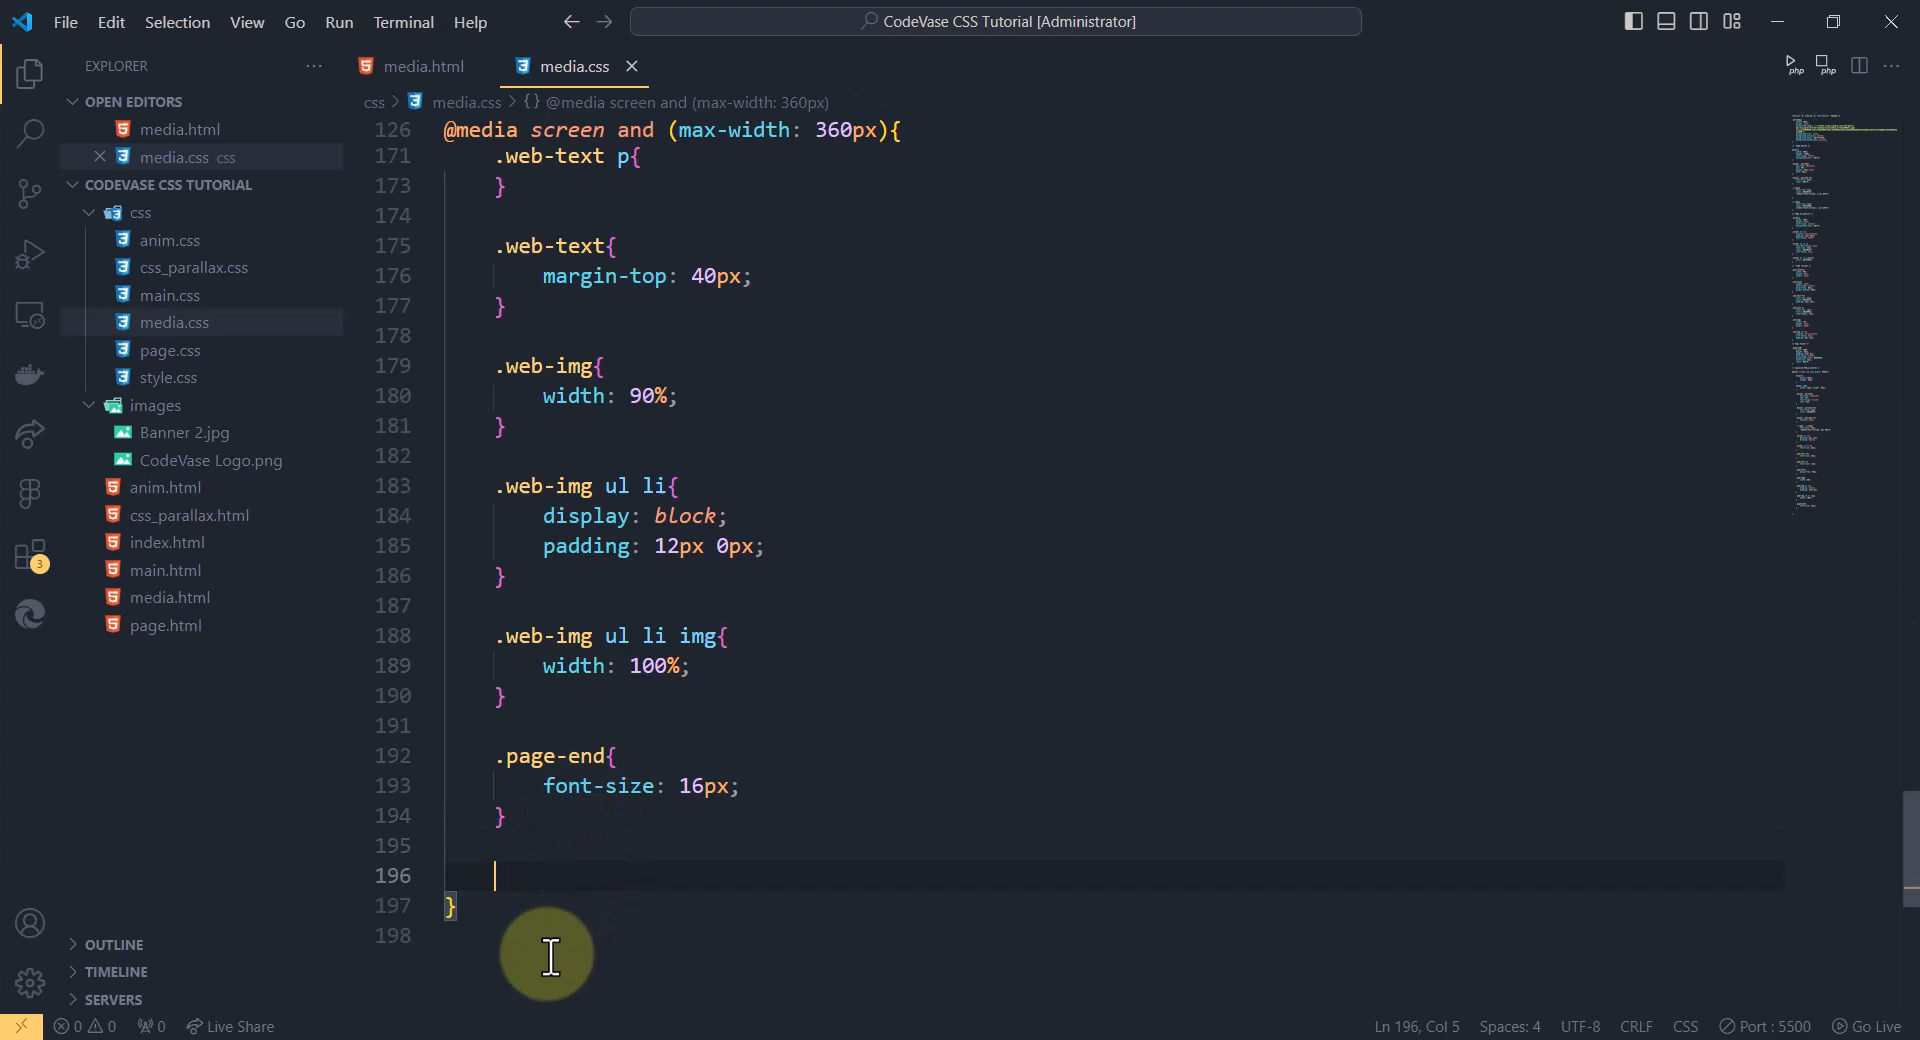 File Edit Selection View Go Run Terminal Help
CodeVase CSS Tutorial [Administrator]
EXPLORER
OPEN EDITORS
media.html
media.css css
CODEVASE CSS TUTORIAL
css
anim.css
css_parallax.css
main.css
media.css
page.css
style.css
images
Banner 2.jpg
CodeVase Logo.png
anim.html
css_parallax.html
index.html
main.html
media.html
page.html
OUTLINE
TIMELINE
SERVERS
3
media.html media.css
php php
css > media.css > {} @media screen and (max-width: 360px)
126 @media screen and (max-width: 360px){
171 .web-text p{
173 }
174
175 .web-text{
176 margin-top: 40px;
177 }
178
179 .web-img{
180 width: 90%;
181 }
182
183 .web-img ul li{
184 display: block;
185 padding: 12px 0px;
186 }
187
188 .web-img ul li img{
189 width: 100%;
190 }
191
192 .page-end{
193 font-size: 16px;
194 }
195
196
197 }
198
0 0 0 Live Share
Ln 196, Col 5 Spaces: 4 UTF-8 CRLF CSS Port : 5500 Go Live